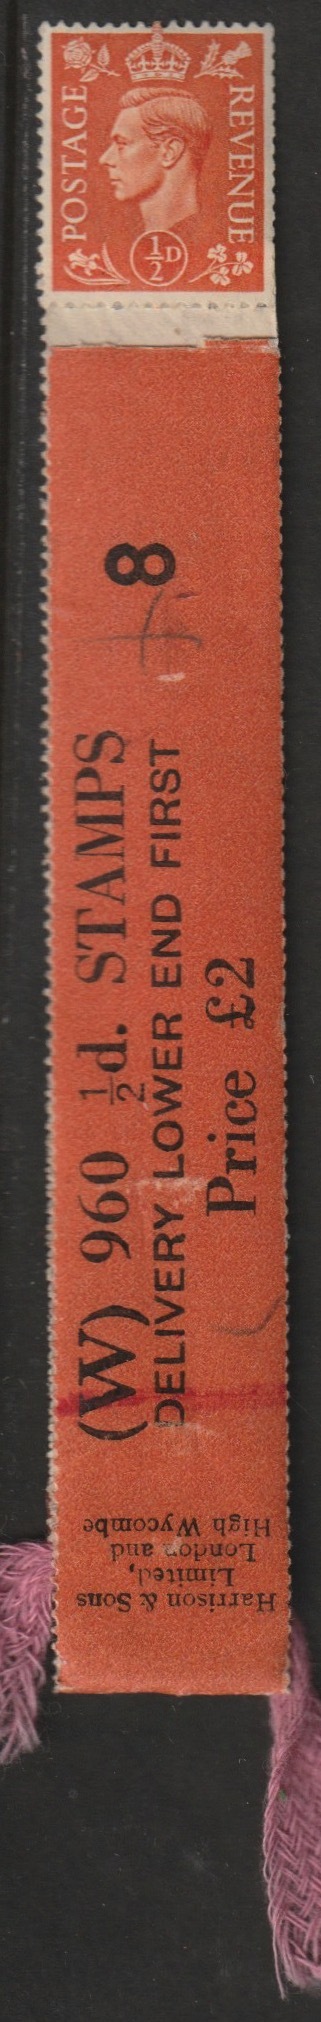 POSTAGE
REVENUE
½D
8
(W) 960 ½d. STAMPS
DELIVERY LOWER END FIRST
Price £2
Harrison & Sons
Limited,
London and
High Wycombe